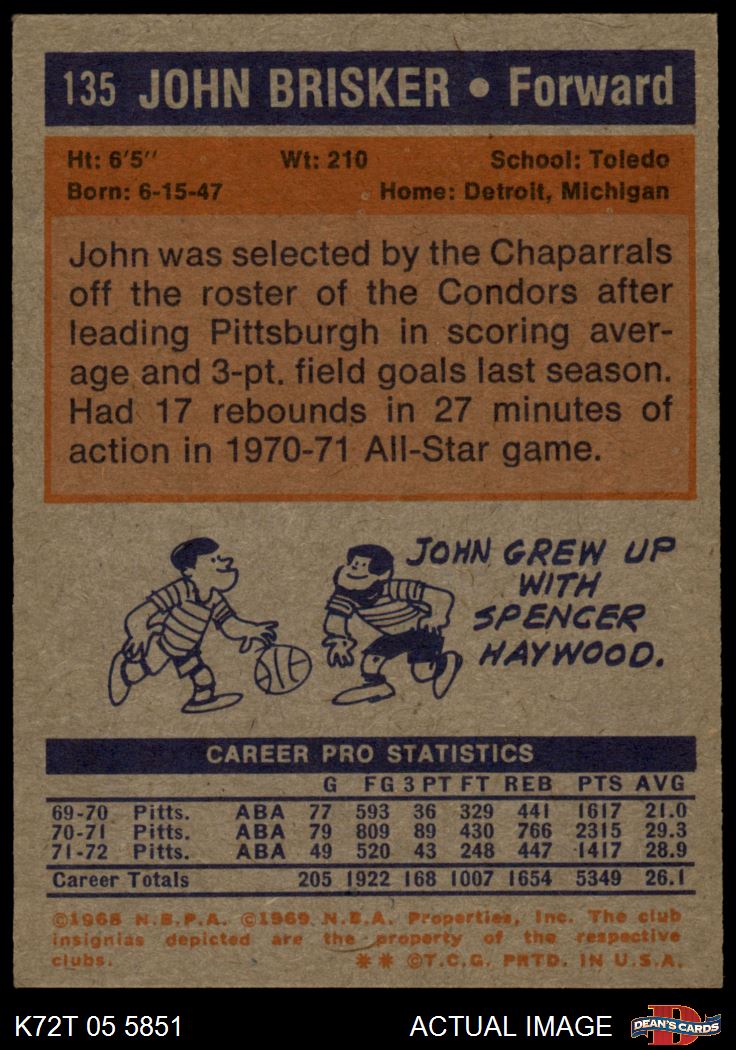 135 JOHN BRISKER • Forward
Ht: 6'5" Wt: 210 School: Toledo
Born: 6-15-47 Home: Detroit, Michigan
John was selected by the Chaparrals
off the roster of the Condors after
leading Pittsburgh in scoring aver-
age and 3-pt. field goals last season.
Had 17 rebounds in 27 minutes of
action in 1970-71 All-Star game.
JOHN GREW UP
WITH
SPENCER
HAYWOOD.
CAREER PRO STATISTICS
G FG 3 PT FT REB PTS AVG
69-70 Pitts. ABA 77 593 36 329 441 1617 21.0
70-71 Pitts. ABA 79 809 89 430 766 2315 29.3
71-72 Pitts. ABA 49 520 43 248 447 1417 28.9
Career Totals 205 1922 168 1007 1654 5349 26.1
©1968 N.B.P.A. ©1969 N.B.A. Properties, Inc. The club
insignias depicted are the property of the respective
clubs. ** ©T.C.G. PRTD. IN U.S.A.
K72T 05 5851 ACTUAL IMAGE DEAN'S CARDS